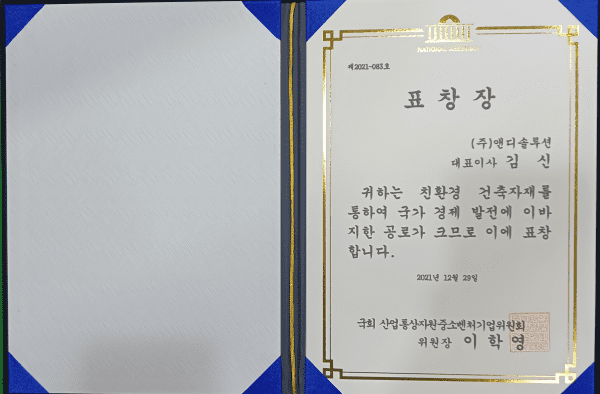 NATIONAL ASSEMBLY
제2021-083호
표 창 장
(주)앤디솔루션
대표이사 김 신
귀하는 친환경 건축자재를
통하여 국가 경제 발전에 이바
지한 공로가 크므로 이에 표창
합니다.
2021년 12월 29일
국회 산업통상자원중소벤처기업위원회
위원장 이 학 영